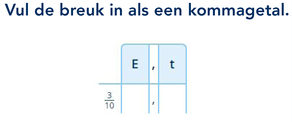 Vul de breuk in als een kommagetal.
E , t
3/10 ,